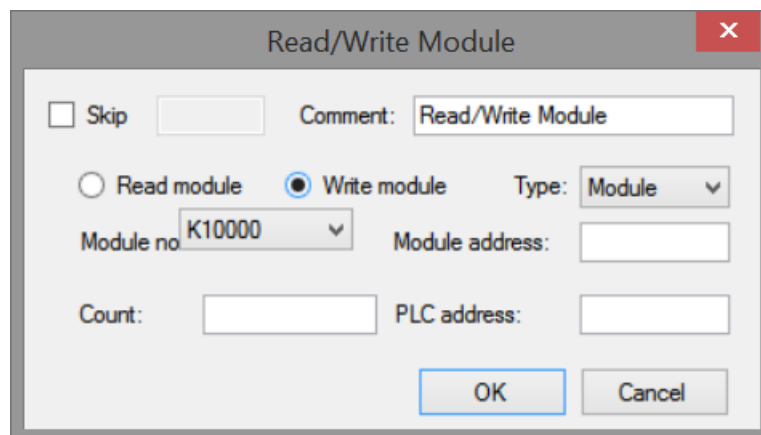 Read/Write Module
Skip Comment: Read/Write Module
Read module Write module Type: Module
Module no K10000 Module address:
Count: PLC address:
OK Cancel